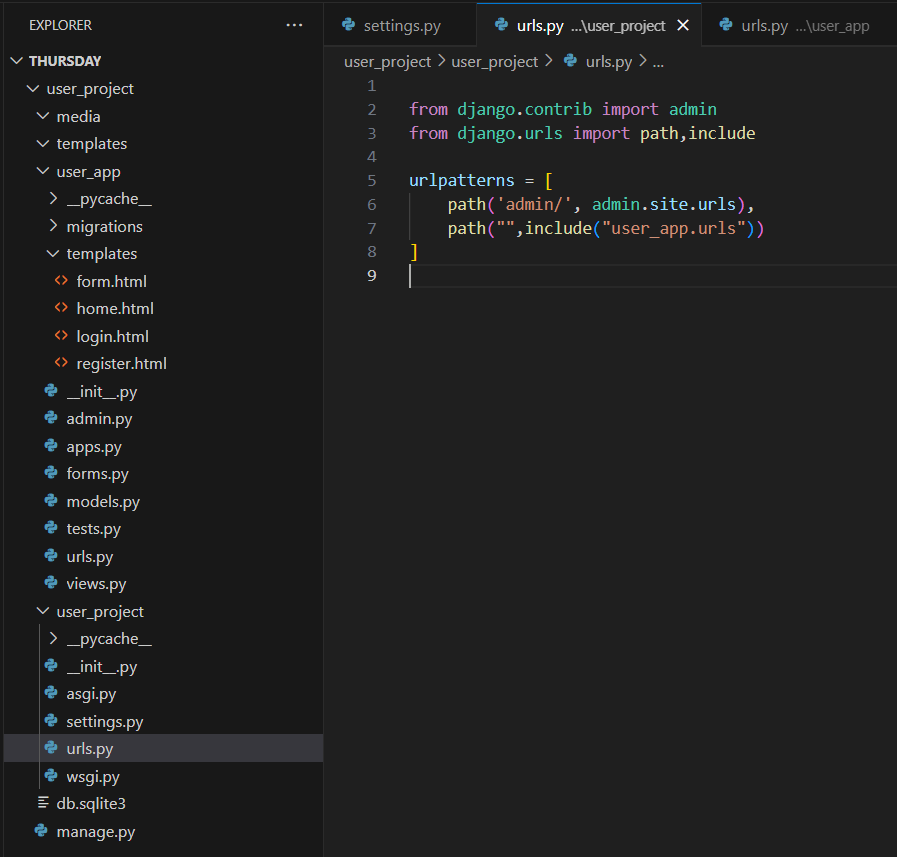 EXPLORER ...
THURSDAY
user_project
media
templates
user_app
__pycache__
migrations
templates
<> form.html
<> home.html
<> login.html
<> register.html
__init__.py
admin.py
apps.py
forms.py
models.py
tests.py
urls.py
views.py
user_project
__pycache__
__init__.py
asgi.py
settings.py
urls.py
wsgi.py
db.sqlite3
manage.py
settings.py urls.py ...\user_project × urls.py ...\user_app
user_project > user_project > urls.py > ...
1
2 from django.contrib import admin
3 from django.urls import path,include
4
5 urlpatterns = [
6     path('admin/', admin.site.urls),
7     path("",include("user_app.urls"))
8 ]
9